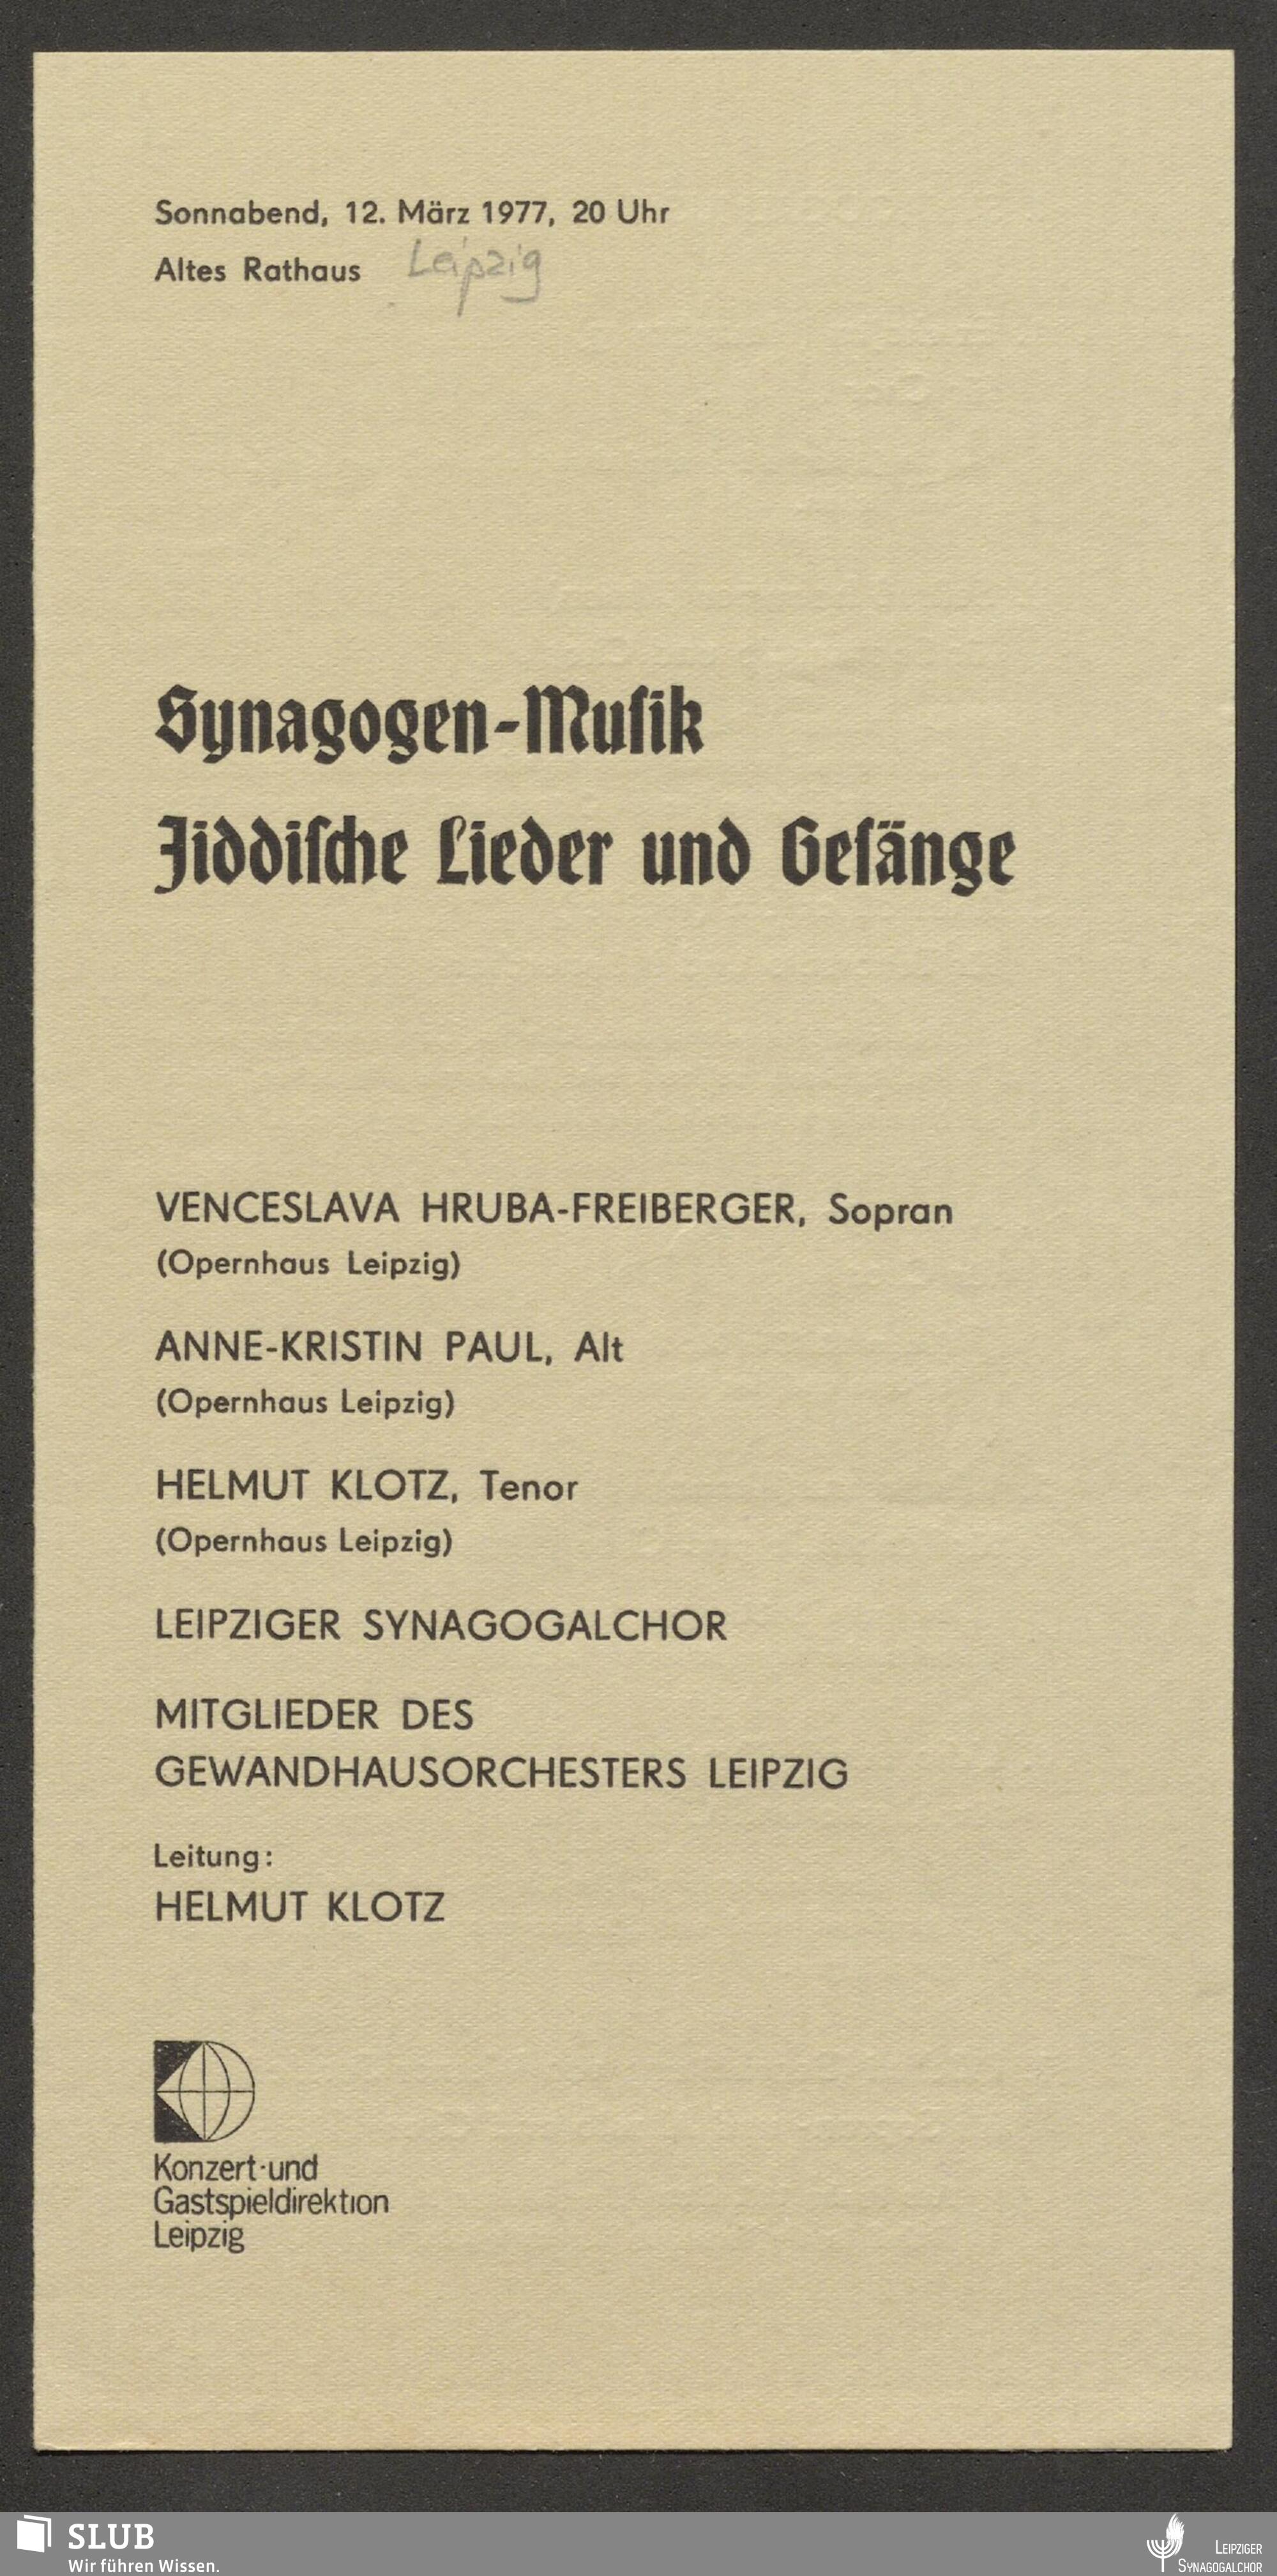 Sonnabend, 12. März 1977, 20 Uhr
Altes Rathaus Leipzig
Synagogen-Muſik
Jiddiſche Lieder und Geſänge
VENCESLAVA HRUBA-FREIBERGER, Sopran
(Opernhaus Leipzig)
ANNE-KRISTIN PAUL, Alt
(Opernhaus Leipzig)
HELMUT KLOTZ, Tenor
(Opernhaus Leipzig)
LEIPZIGER SYNAGOGALCHOR
MITGLIEDER DES
GEWANDHAUSORCHESTERS LEIPZIG
Leitung:
HELMUT KLOTZ
Konzert-und
Gastspieldirektion
Leipzig
SLUB
Wir führen Wissen.
LEIPZIGER
SYNAGOGALCHOR